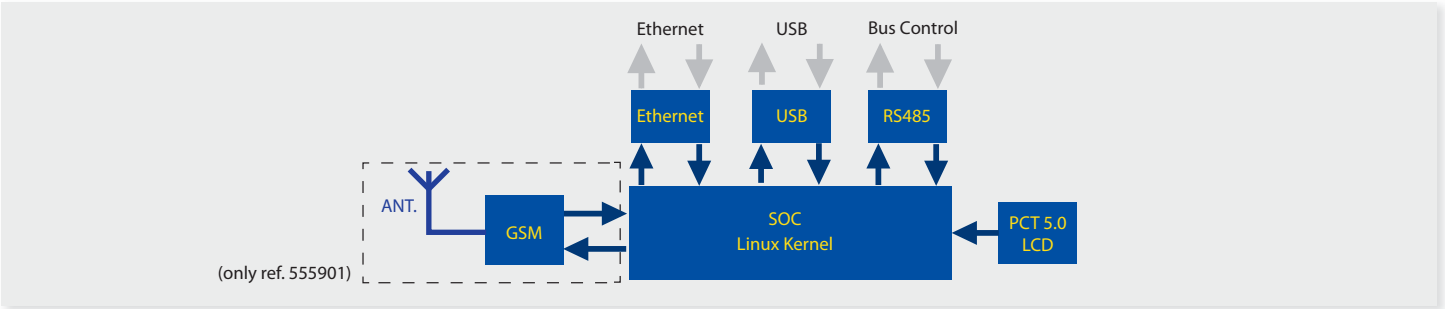 Ethernet
USB
Bus Control
Ethernet
USB
RS485
ANT.
GSM
SOC
Linux Kernel
PCT 5.0
LCD
(only ref. 555901)